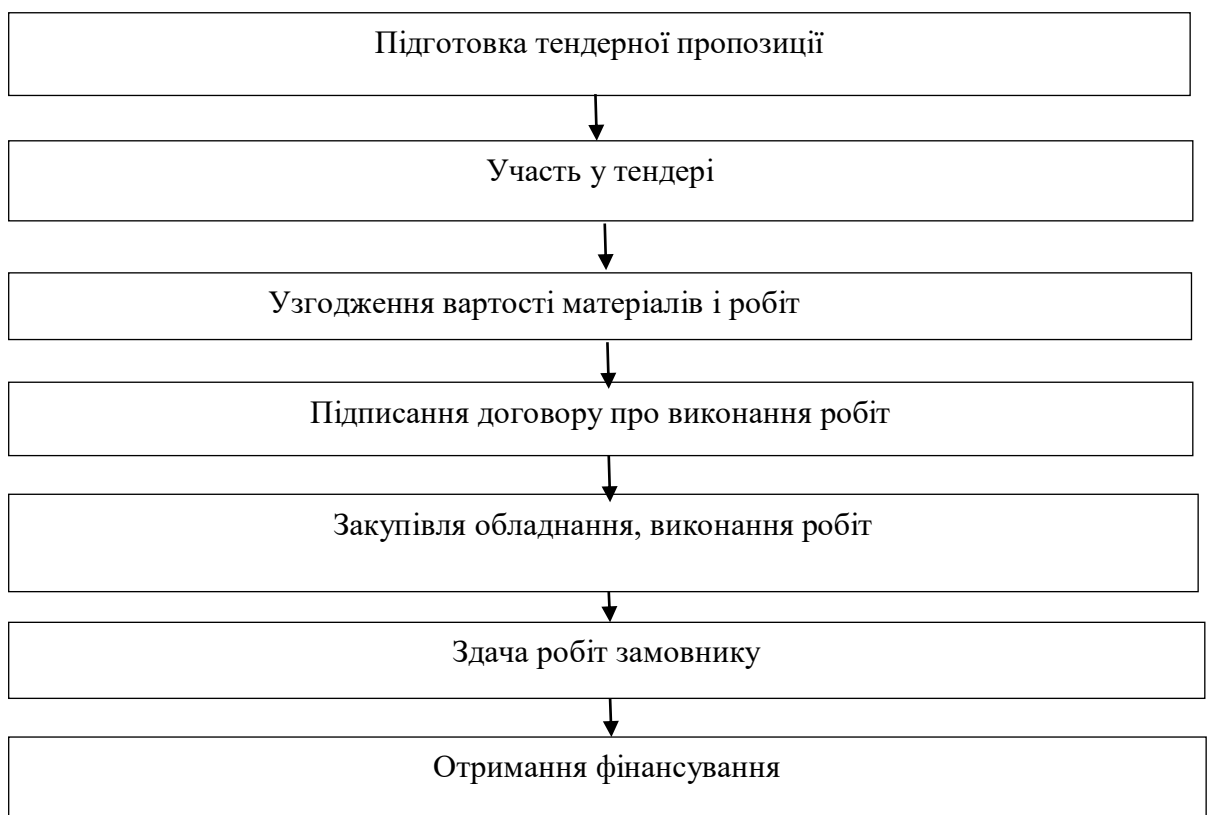 Підготовка тендерної пропозиції
Участь у тендері
Узгодження вартості матеріалів і робіт
Підписання договору про виконання робіт
Закупівля обладнання, виконання робіт
Здача робіт замовнику
Отримання фінансування